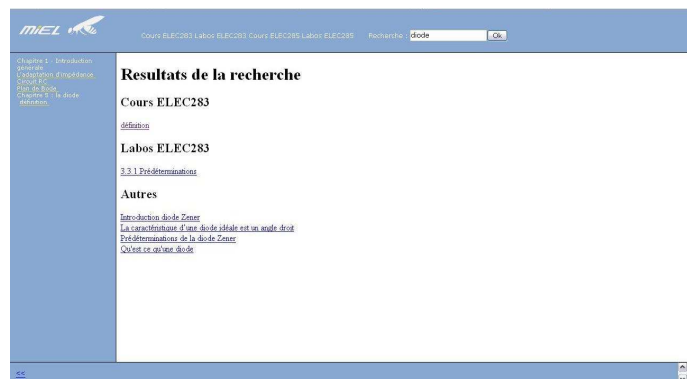 MiEL
Cours ELEC283 Labos ELEC283 Cours ELEC285 Labos ELEC285
Recherche : diode Ok
Chapitre 1 : Introduction
générale
L'adaptation d'impédance
Circuit RC
Plan de Bode
Chapitre 5 : la diode
définition
Resultats de la recherche
Cours ELEC283
définition
Labos ELEC283
3.3.1 Prédéterminations
Autres
Introduction diode Zener
La caractéristique d'une diode idéale est un angle droit
Prédéterminations de la diode Zener
Qu'est ce qu'une diode
<<